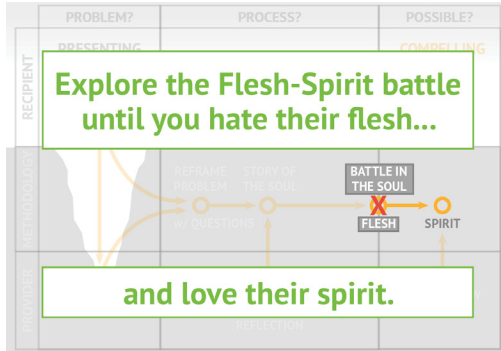 PROBLEM?
PROCESS?
POSSIBLE?
PRESENTING
COMPELLING
RECIPIENT
Explore the Flesh-Spirit battle
until you hate their flesh...
METHODOLOGY
REFRAME
PROBLEM
w/ QUESTIONS
STORY OF
THE SOUL
BATTLE IN
THE SOUL
X
FLESH
SPIRIT
PROVIDER
and love their spirit.
REFLECTION